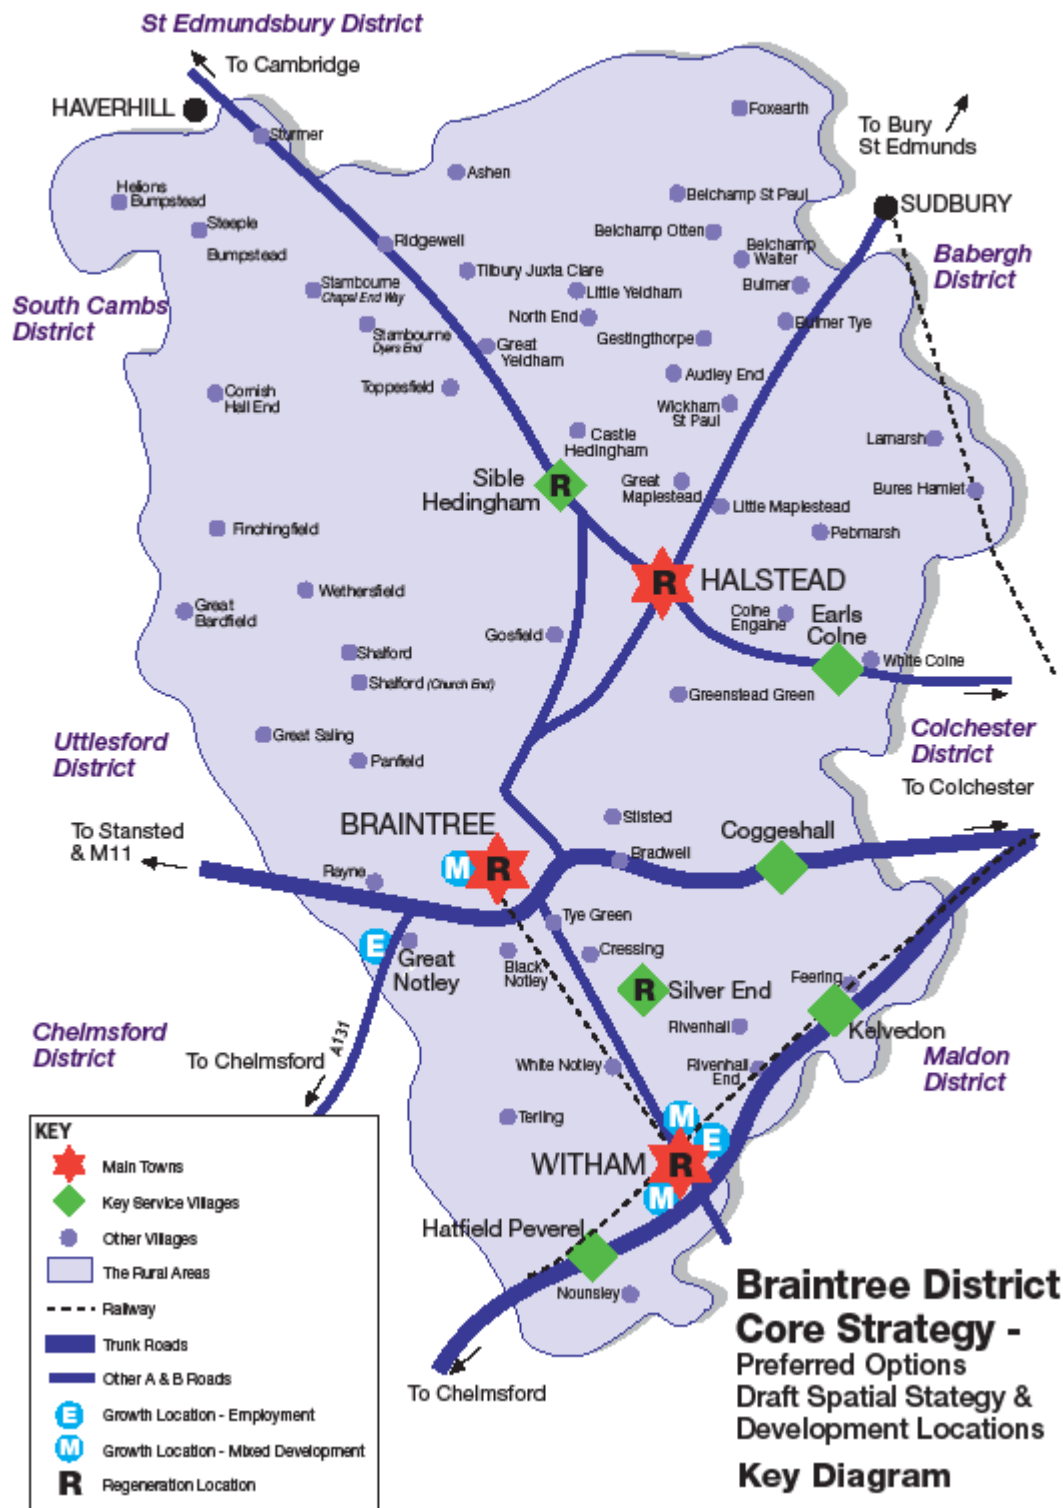 St Edmundsbury District
To Cambridge
HAVERHILL
Sturmer
Foxearth
To Bury
St Edmunds
Ashen
Helions
Bumpstead
Belchamp St Paul
SUDBURY
Steeple
Bumpstead
Ridgewell
Belchamp Otten
Belchamp
Walter
Babergh
District
Tilbury Juxta Clare
Stambourne
Chapel End Way
Little Yeldham
Bulmer
South Cambs
District
North End
Bulmer Tye
Stambourne
Dyers End
Great
Yeldham
Gestingthorpe
Toppesfield
Audley End
Cornish
Hall End
Wickham
St Paul
Castle
Hedingham
Lamarsh
Sible
Hedingham
R
Great
Maplestead
Bures Hamlet
Little Maplestead
Finchingfield
Pebmarsh
R
HALSTEAD
Wethersfield
Great
Bardfield
Colne
Engaine
Earls
Colne
Gosfield
Shalford
White Colne
Shalford (Church End)
Greenstead Green
Great Saling
Uttlesford
District
Panfield
Colchester
District
To Colchester
BRAINTREE
Stisted
To Stansted
& M11
Coggeshall
M
R
Bradwell
Rayne
Tye Green
E
Great
Notley
Black
Notley
Cressing
R
Silver End
Feering
Chelmsford
District
A131
To Chelmsford
Rivenhall
Kelvedon
White Notley
Rivenhall
End
Maldon
District
Terling
M
E
WITHAM
R
M
Hatfield Peverel
Nounsley
To Chelmsford
KEY
Main Towns
Key Service Villages
Other Villages
The Rural Areas
Railway
Trunk Roads
Other A & B Roads
E Growth Location - Employment
M Growth Location - Mixed Development
R Regeneration Location
Braintree District
Core Strategy -
Preferred Options
Draft Spatial Stategy &
Development Locations
Key Diagram